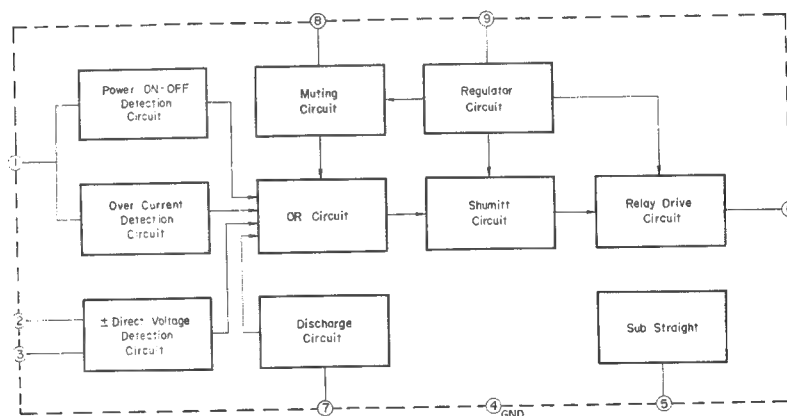 8
9
Power ON-OFF
Detection
Circuit
Muting
Circuit
Regulator
Circuit
1
Over Current
Detection
Circuit
OR Circuit
Shumitt
Circuit
Relay Drive
Circuit
2
± Direct Voltage
Detection
Circuit
3
Discharge
Circuit
Sub Straight
7
4
GND
5